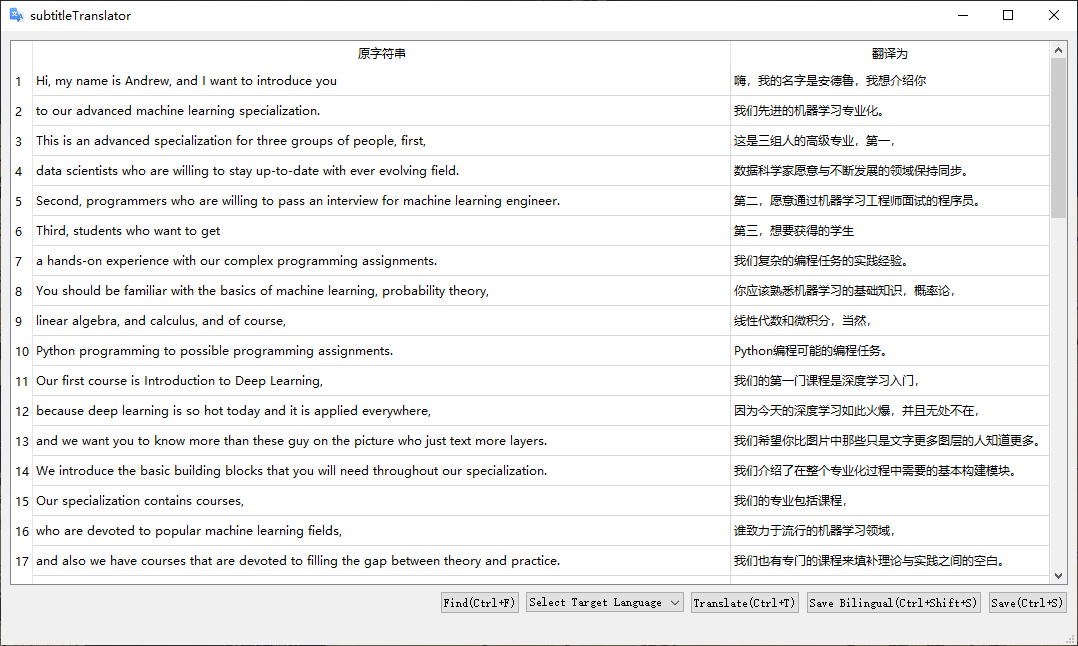 subtitleTranslator
原字符串 翻译为
1 Hi, my name is Andrew, and I want to introduce you 嗨，我的名字是安德鲁，我想介绍你
2 to our advanced machine learning specialization. 我们先进的机器学习专业化。
3 This is an advanced specialization for three groups of people, first, 这是三组人的高级专业，第一，
4 data scientists who are willing to stay up-to-date with ever evolving field. 数据科学家愿意与不断发展的领域保持同步。
5 Second, programmers who are willing to pass an interview for machine learning engineer. 第二，愿意通过机器学习工程师面试的程序员。
6 Third, students who want to get 第三，想要获得的学生
7 a hands-on experience with our complex programming assignments. 我们复杂的编程任务的实践经验。
8 You should be familiar with the basics of machine learning, probability theory, 你应该熟悉机器学习的基础知识，概率论，
9 linear algebra, and calculus, and of course, 线性代数和微积分，当然，
10 Python programming to possible programming assignments. Python编程可能的编程任务。
11 Our first course is Introduction to Deep Learning, 我们的第一门课程是深度学习入门，
12 because deep learning is so hot today and it is applied everywhere, 因为今天的深度学习如此火爆，并且无处不在，
13 and we want you to know more than these guy on the picture who just text more layers. 我们希望你比图片中那些只是文字更多图层的人知道更多。
14 We introduce the basic building blocks that you will need throughout our specialization. 我们介绍了在整个专业化过程中需要的基本构建模块。
15 Our specialization contains courses, 我们的专业包括课程，
16 who are devoted to popular machine learning fields, 谁致力于流行的机器学习领域，
17 and also we have courses that are devoted to filling the gap between theory and practice. 我们也有专门的课程来填补理论与实践之间的空白。
Find(Ctrl+F) Select Target Language Translate(Ctrl+T) Save Bilingual(Ctrl+Shift+S) Save(Ctrl+S)